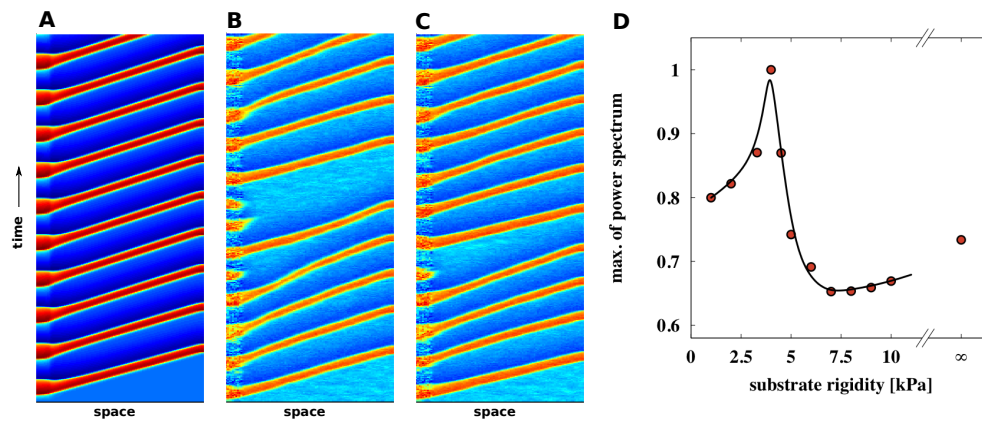 A
B
C
D
time
space
space
space
max. of power spectrum
1
0.9
0.8
0.7
0.6
0
2.5
5
7.5
10
∞
substrate rigidity [kPa]